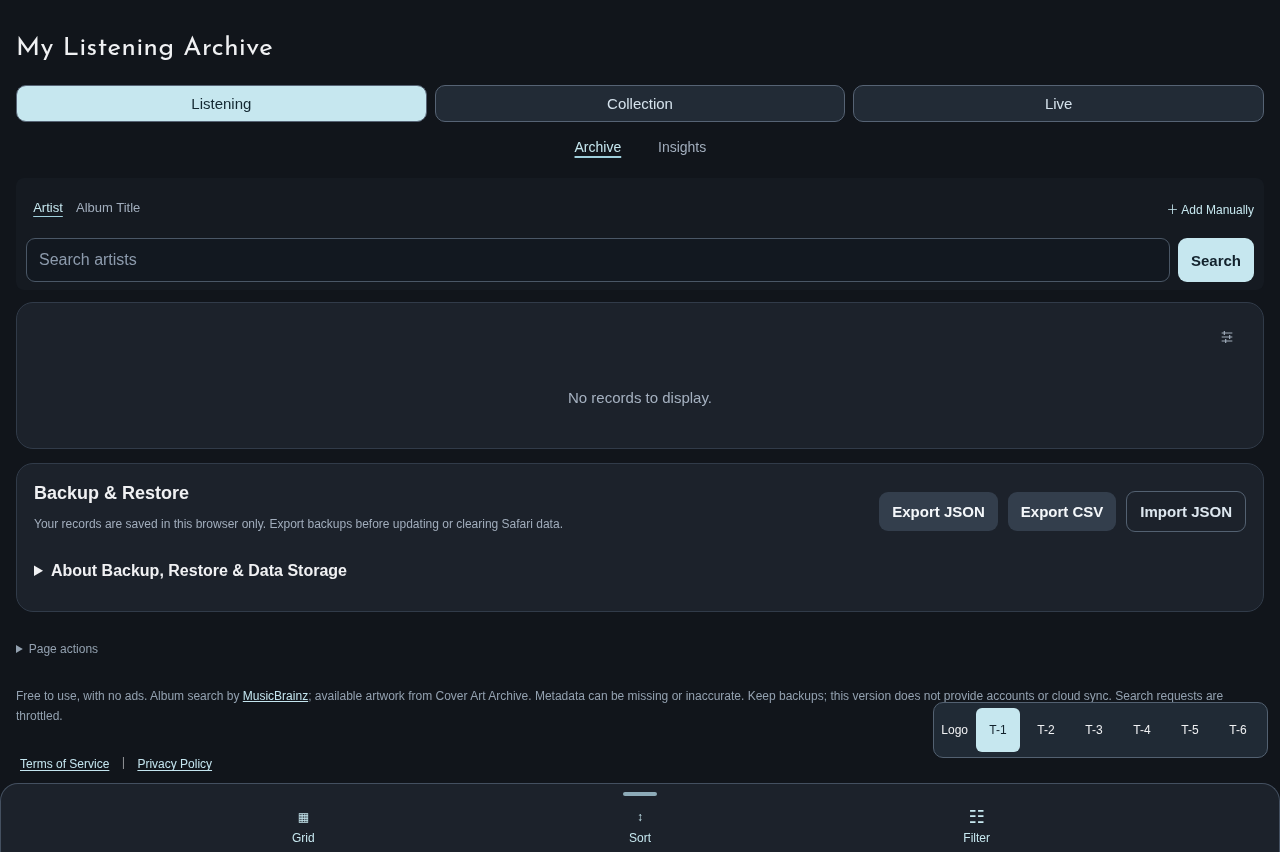 My Listening Archive
Listening
Collection
Live
Archive
Insights
Artist
Album Title
+ Add Manually
Search artists
Search
No records to display.
Backup & Restore
Your records are saved in this browser only. Export backups before updating or clearing Safari data.
Export JSON
Export CSV
Import JSON
About Backup, Restore & Data Storage
Page actions
Free to use, with no ads. Album search by MusicBrainz; available artwork from Cover Art Archive. Metadata can be missing or inaccurate. Keep backups; this version does not provide accounts or cloud sync. Search requests are
throttled.
Logo
T-1
T-2
T-3
T-4
T-5
T-6
Terms of Service | Privacy Policy
Grid
Sort
Filter